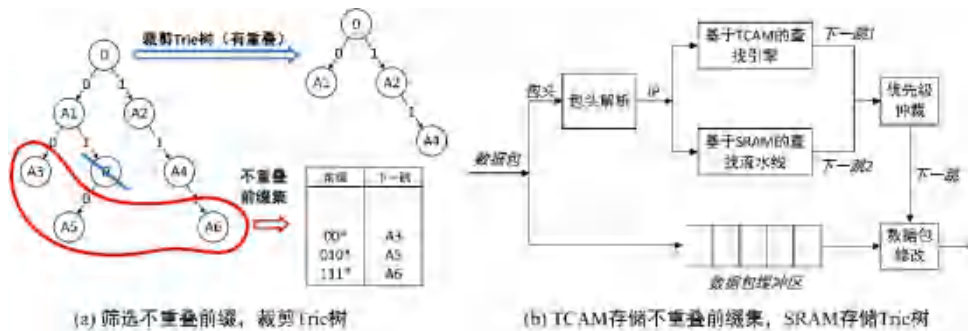 裁剪Trie树（有重叠）
0
0
1
A1
A2
0
1
1
A3
0
A4
0
A5
A6
0
0
1
A1
A2
1
A4
不重叠
前缀集
前缀 下一跳
00* A3
010* A5
111* A6
(a) 筛选不重叠前缀，裁剪Trie树
数据包
包头
包头解析
IP
基于TCAM的查
找引擎
下一跳1
基于SRAM的查
找流水线
下一跳2
优先级
仲裁
下一跳
数据包缓冲区
数据包
修改
(b) TCAM存储不重叠前缀集，SRAM存储Trie树